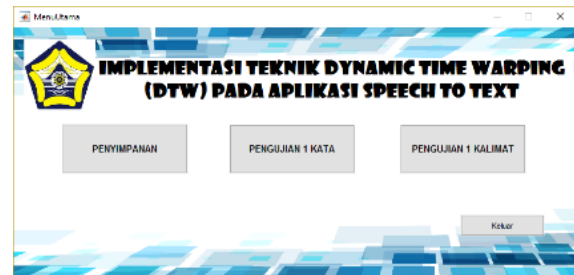 MenuUtama
IMPLEMENTASI TEKNIK DYNAMIC TIME WARPING
(DTW) PADA APLIKASI SPEECH TO TEXT
PENYIMPANAN
PENGUJIAN 1 KATA
PENGUJIAN 1 KALIMAT
Keluar